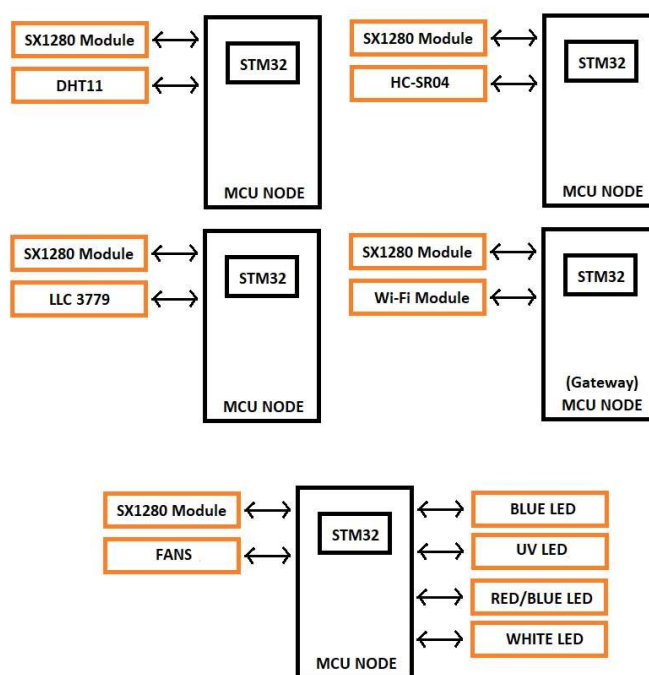 SX1280 Module
DHT11
STM32
MCU NODE
SX1280 Module
HC-SR04
STM32
MCU NODE
SX1280 Module
LLC 3779
STM32
MCU NODE
SX1280 Module
Wi-Fi Module
STM32
(Gateway)
MCU NODE
SX1280 Module
FANS
STM32
MCU NODE
BLUE LED
UV LED
RED/BLUE LED
WHITE LED